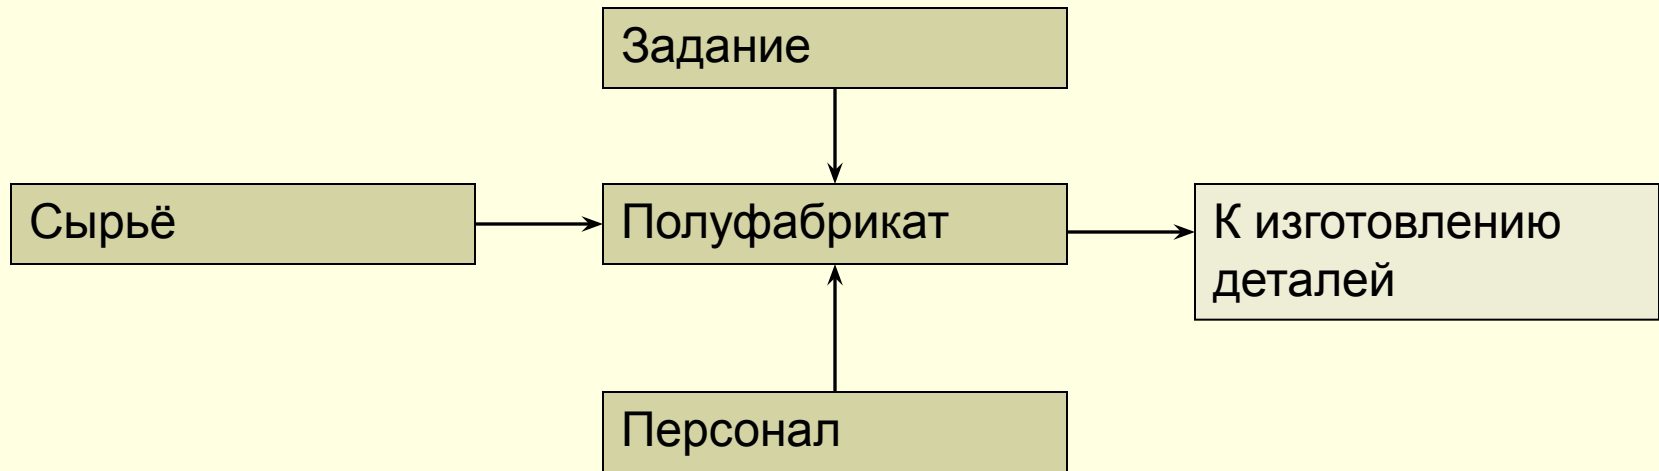 Задание
Сырьё
Полуфабрикат
К изготовлению
деталей
Персонал